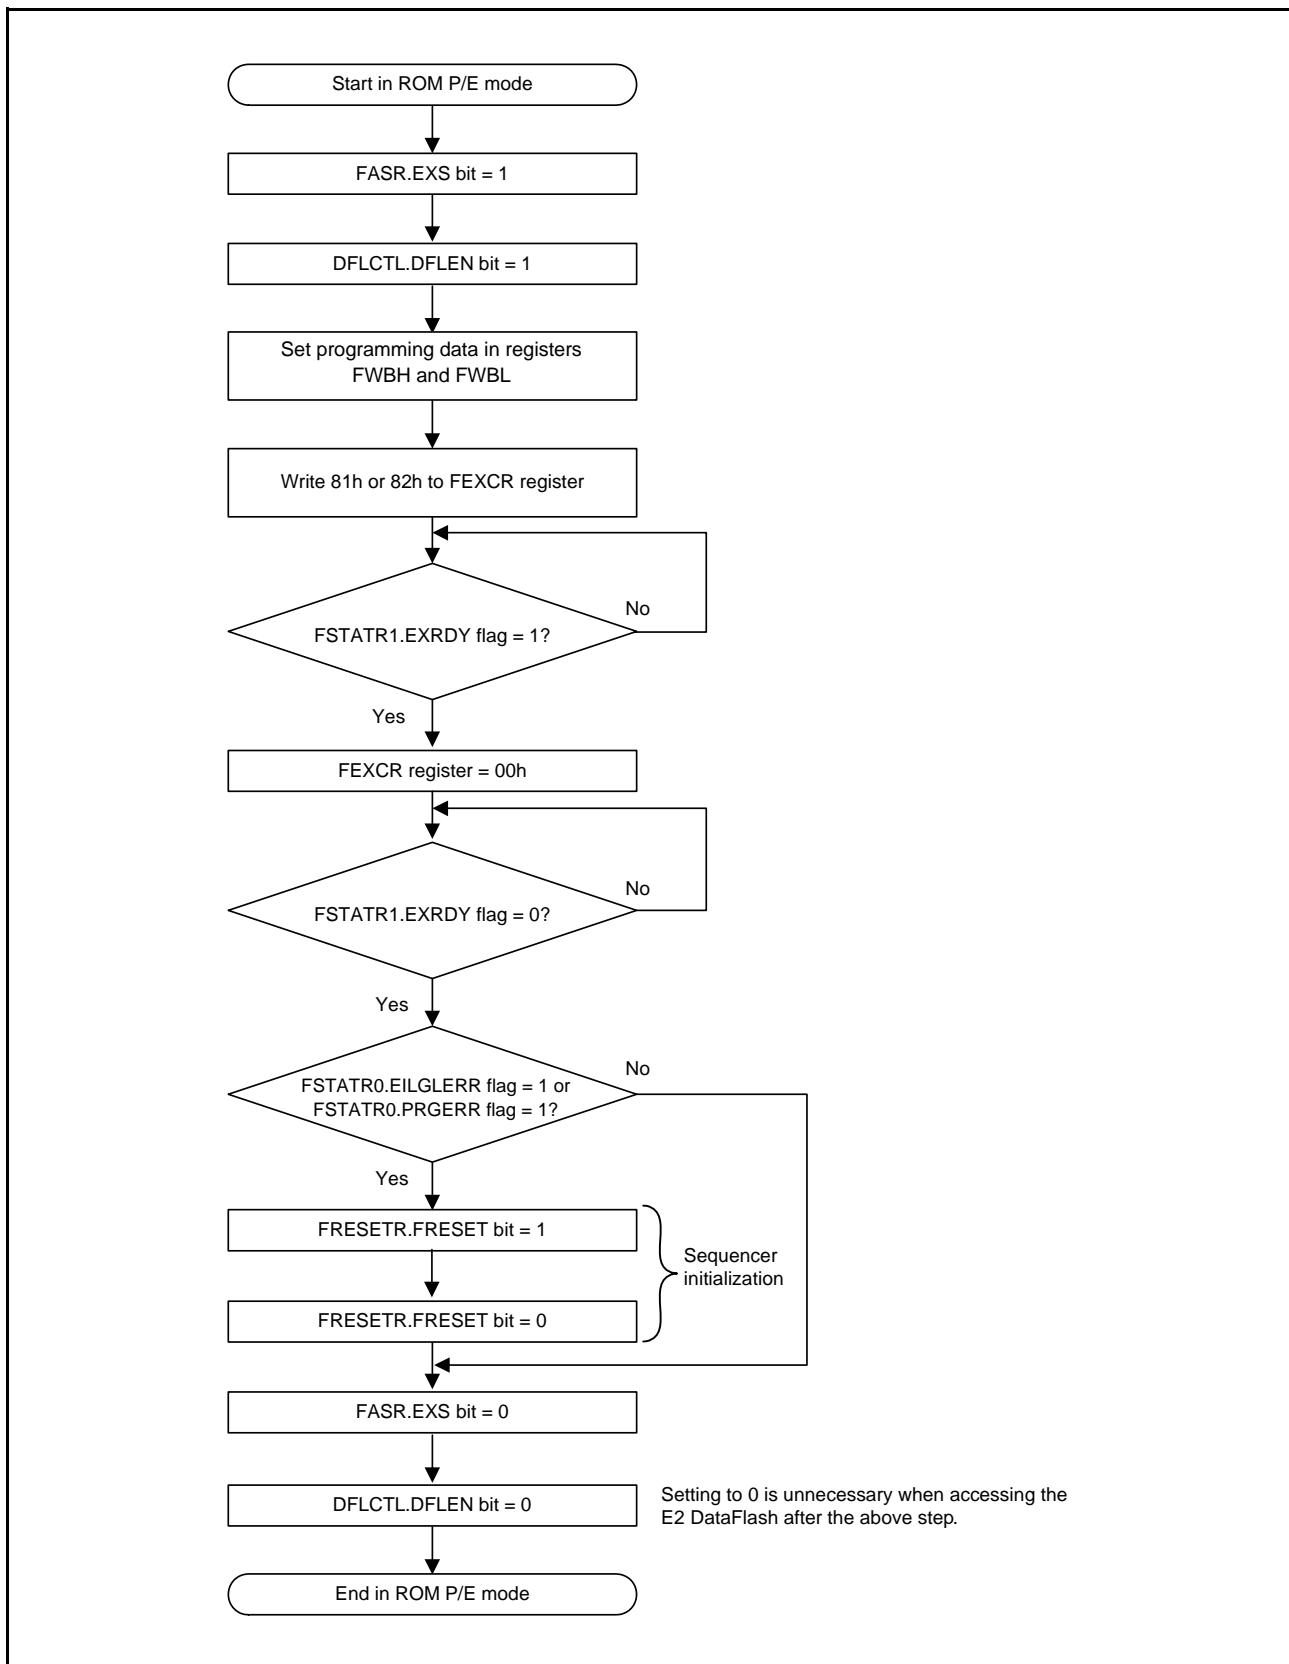 Start in ROM P/E mode
FASR.EXS bit = 1
DFLCTL.DFLEN bit = 1
Set programming data in registers
FWBH and FWBL
Write 81h or 82h to FEXCR register
No
FSTATR1.EXRDY flag = 1?
Yes
FEXCR register = 00h
No
FSTATR1.EXRDY flag = 0?
Yes
No
FSTATR0.EILGLERR flag = 1 or
FSTATR0.PRGERR flag = 1?
Yes
FRESETR.FRESET bit = 1
Sequencer
initialization
FRESETR.FRESET bit = 0
FASR.EXS bit = 0
DFLCTL.DFLEN bit = 0
Setting to 0 is unnecessary when accessing the
E2 DataFlash after the above step.
End in ROM P/E mode